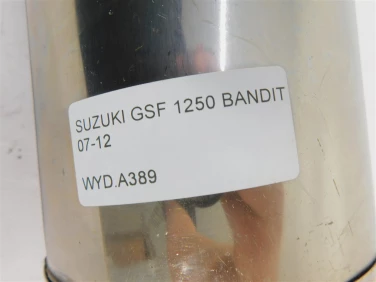 SUZUKI GSF 1250 BANDIT
07-12
WYD.A389